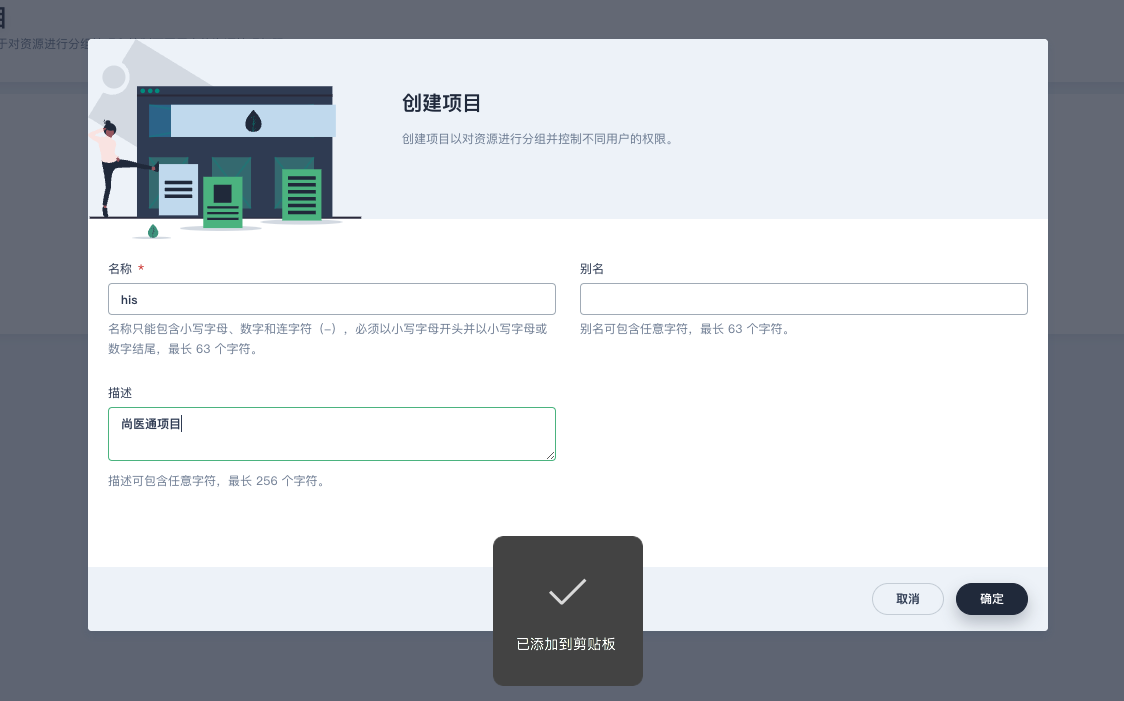 于对资源进行分组
创建项目
创建项目以对资源进行分组并控制不同用户的权限。
名称 *
his
名称只能包含小写字母、数字和连字符（-），必须以小写字母开头并以小写字母或
数字结尾，最长 63 个字符。
别名
别名可包含任意字符，最长 63 个字符。
描述
尚医通项目
描述可包含任意字符，最长 256 个字符。
取消
确定
已添加到剪贴板